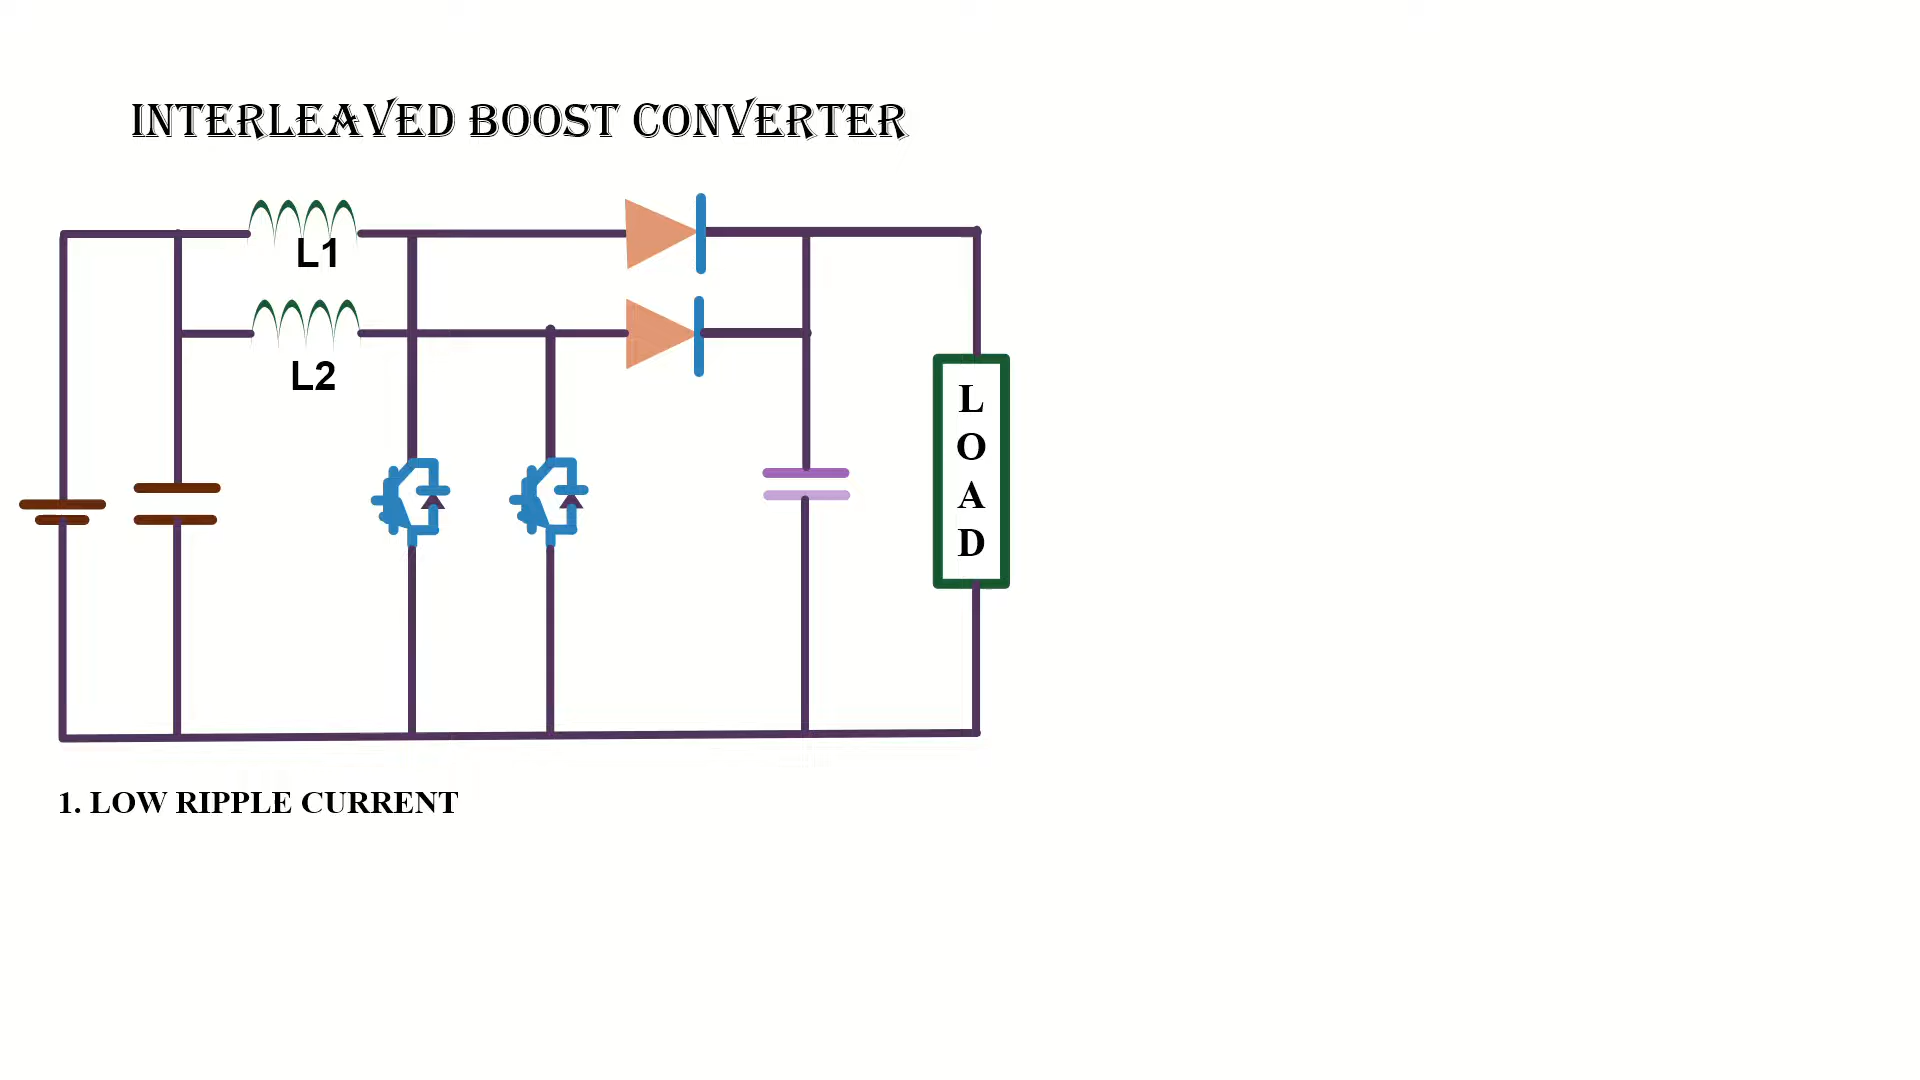 INTERLEAVED BOOST CONVERTER
L1
L2
L
O
A
D
1. LOW RIPPLE CURRENT